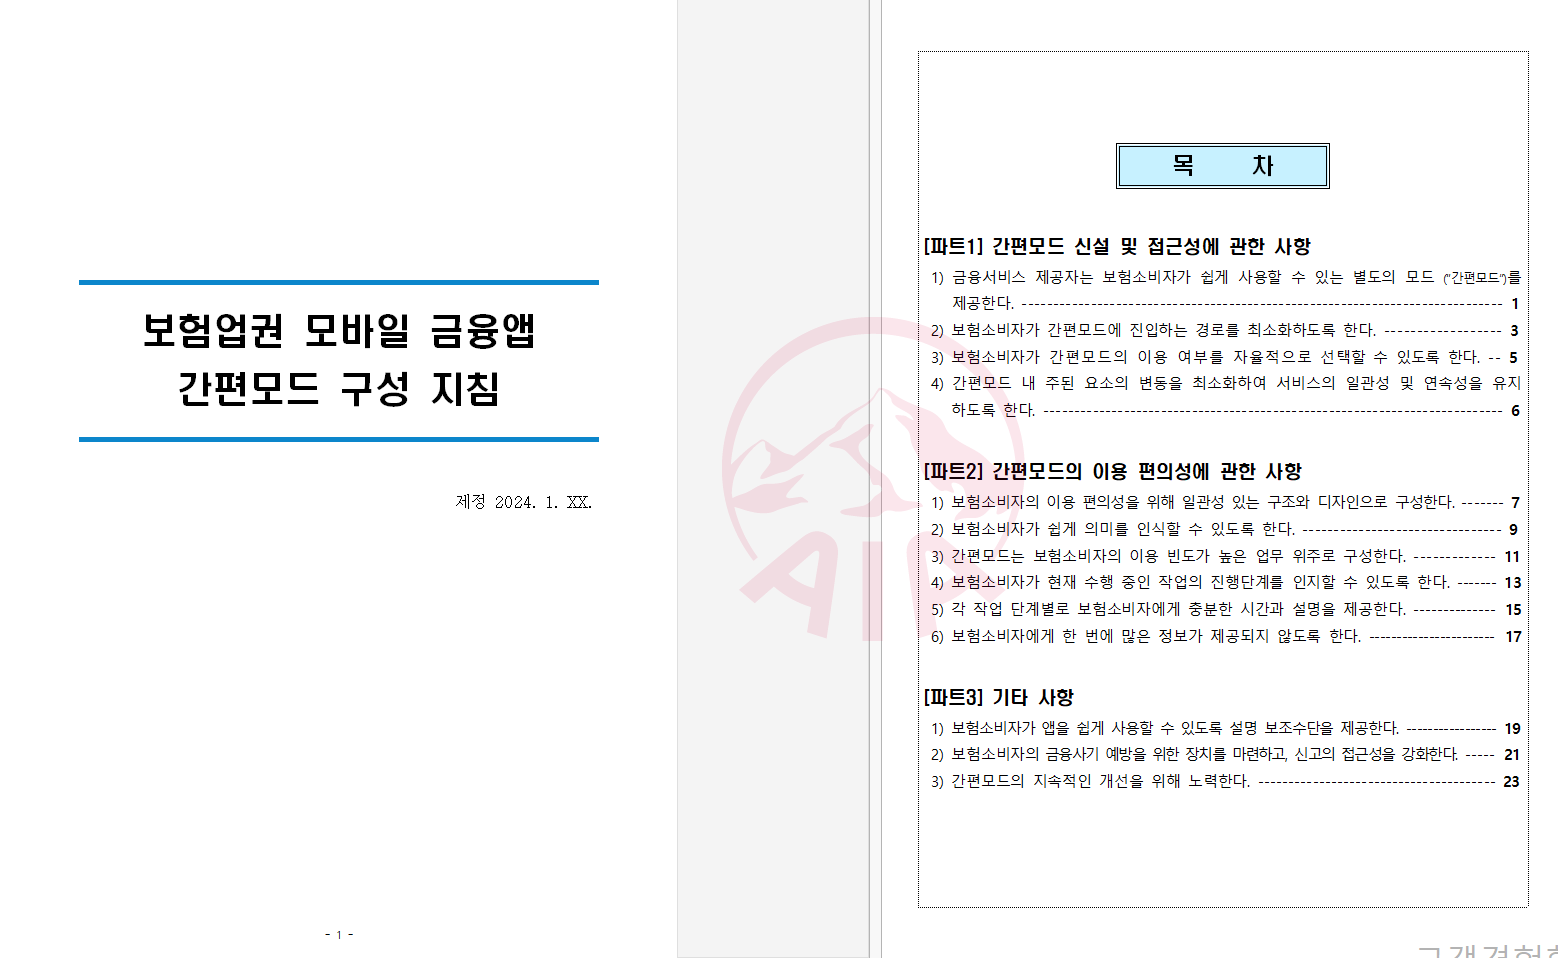 보험업권 모바일 금융앱
간편모드 구성 지침
제정 2024. 1. XX.
- 1 -
목 차
[파트1] 간편모드 신설 및 접근성에 관한 사항
1) 금융서비스 제공자는 보험소비자가 쉽게 사용할 수 있는 별도의 모드 ("간편모드")를
제공한다. --------------------------------------------------------------------------- 1
2) 보험소비자가 간편모드에 진입하는 경로를 최소화하도록 한다. ------------------ 3
3) 보험소비자가 간편모드의 이용 여부를 자율적으로 선택할 수 있도록 한다. -- 5
4) 간편모드 내 주된 요소의 변동을 최소화하여 서비스의 일관성 및 연속성을 유지
하도록 한다. ------------------------------------------------------------------------ 6
[파트2] 간편모드의 이용 편의성에 관한 사항
1) 보험소비자의 이용 편의성을 위해 일관성 있는 구조와 디자인으로 구성한다. ------- 7
2) 보험소비자가 쉽게 의미를 인식할 수 있도록 한다. -------------------------------- 9
3) 간편모드는 보험소비자의 이용 빈도가 높은 업무 위주로 구성한다. ------------- 11
4) 보험소비자가 현재 수행 중인 작업의 진행단계를 인지할 수 있도록 한다. ------- 13
5) 각 작업 단계별로 보험소비자에게 충분한 시간과 설명을 제공한다. -------------- 15
6) 보험소비자에게 한 번에 많은 정보가 제공되지 않도록 한다. ----------------------- 17
[파트3] 기타 사항
1) 보험소비자가 앱을 쉽게 사용할 수 있도록 설명 보조수단을 제공한다. ----------------- 19
2) 보험소비자의 금융사기 예방을 위한 장치를 마련하고, 신고의 접근성을 강화한다. ----- 21
3) 간편모드의 지속적인 개선을 위해 노력한다. --------------------------------------- 23
AIA